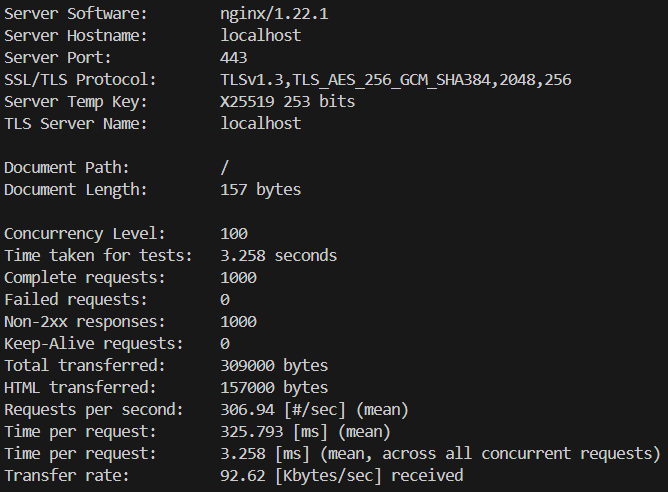 Server Software: nginx/1.22.1
Server Hostname: localhost
Server Port: 443
SSL/TLS Protocol: TLSv1.3,TLS_AES_256_GCM_SHA384,2048,256
Server Temp Key: X25519 253 bits
TLS Server Name: localhost

Document Path: /
Document Length: 157 bytes

Concurrency Level: 100
Time taken for tests: 3.258 seconds
Complete requests: 1000
Failed requests: 0
Non-2xx responses: 1000
Keep-Alive requests: 0
Total transferred: 309000 bytes
HTML transferred: 157000 bytes
Requests per second: 306.94 [#/sec] (mean)
Time per request: 325.793 [ms] (mean)
Time per request: 3.258 [ms] (mean, across all concurrent requests)
Transfer rate: 92.62 [Kbytes/sec] received